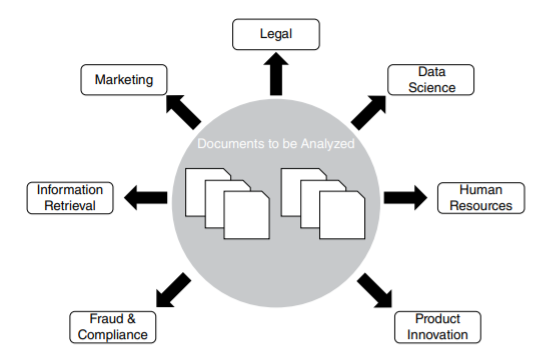 Legal
Marketing
Data
Science
Documents to be Analyzed
Information
Retrieval
Human
Resources
Fraud &
Compliance
Product
Innovation